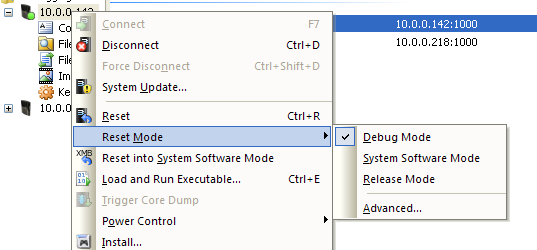 10.0.0.142
Connect F7
10.0.0.142:1000
Disconnect Ctrl+D
10.0.0.218:1000
File
Force Disconnect Ctrl+Shift+D
Im
System Update...
Ke
10.0.0
Reset Ctrl+R
Reset Mode
Debug Mode
XMB
Reset into System Software Mode
System Software Mode
Load and Run Executable... Ctrl+E
Release Mode
Trigger Core Dump
Advanced...
Power Control
Install...